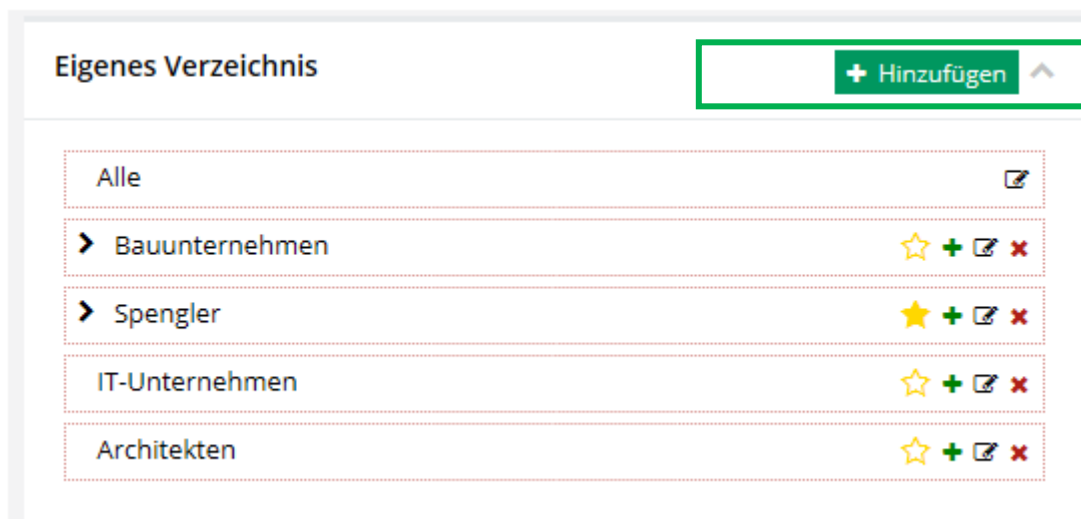 Eigenes Verzeichnis
Hinzufügen
Alle
Bauunternehmen
Spengler
IT-Unternehmen
Architekten